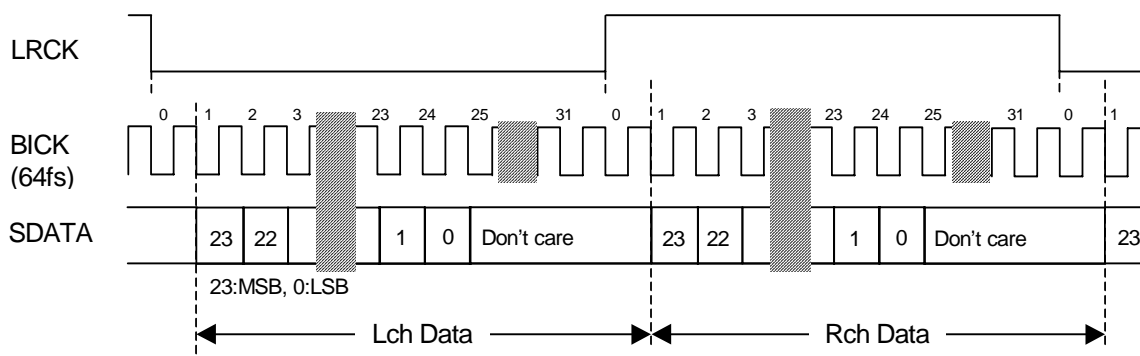 LRCK
0 1 2 3 23 24 25 31 0 1 2 3 23 24 25 31 0 1
BICK
(64fs)
SDATA 23 22 1 0 Don't care 23 22 1 0 Don't care 23
23:MSB, 0:LSB
Lch Data Rch Data